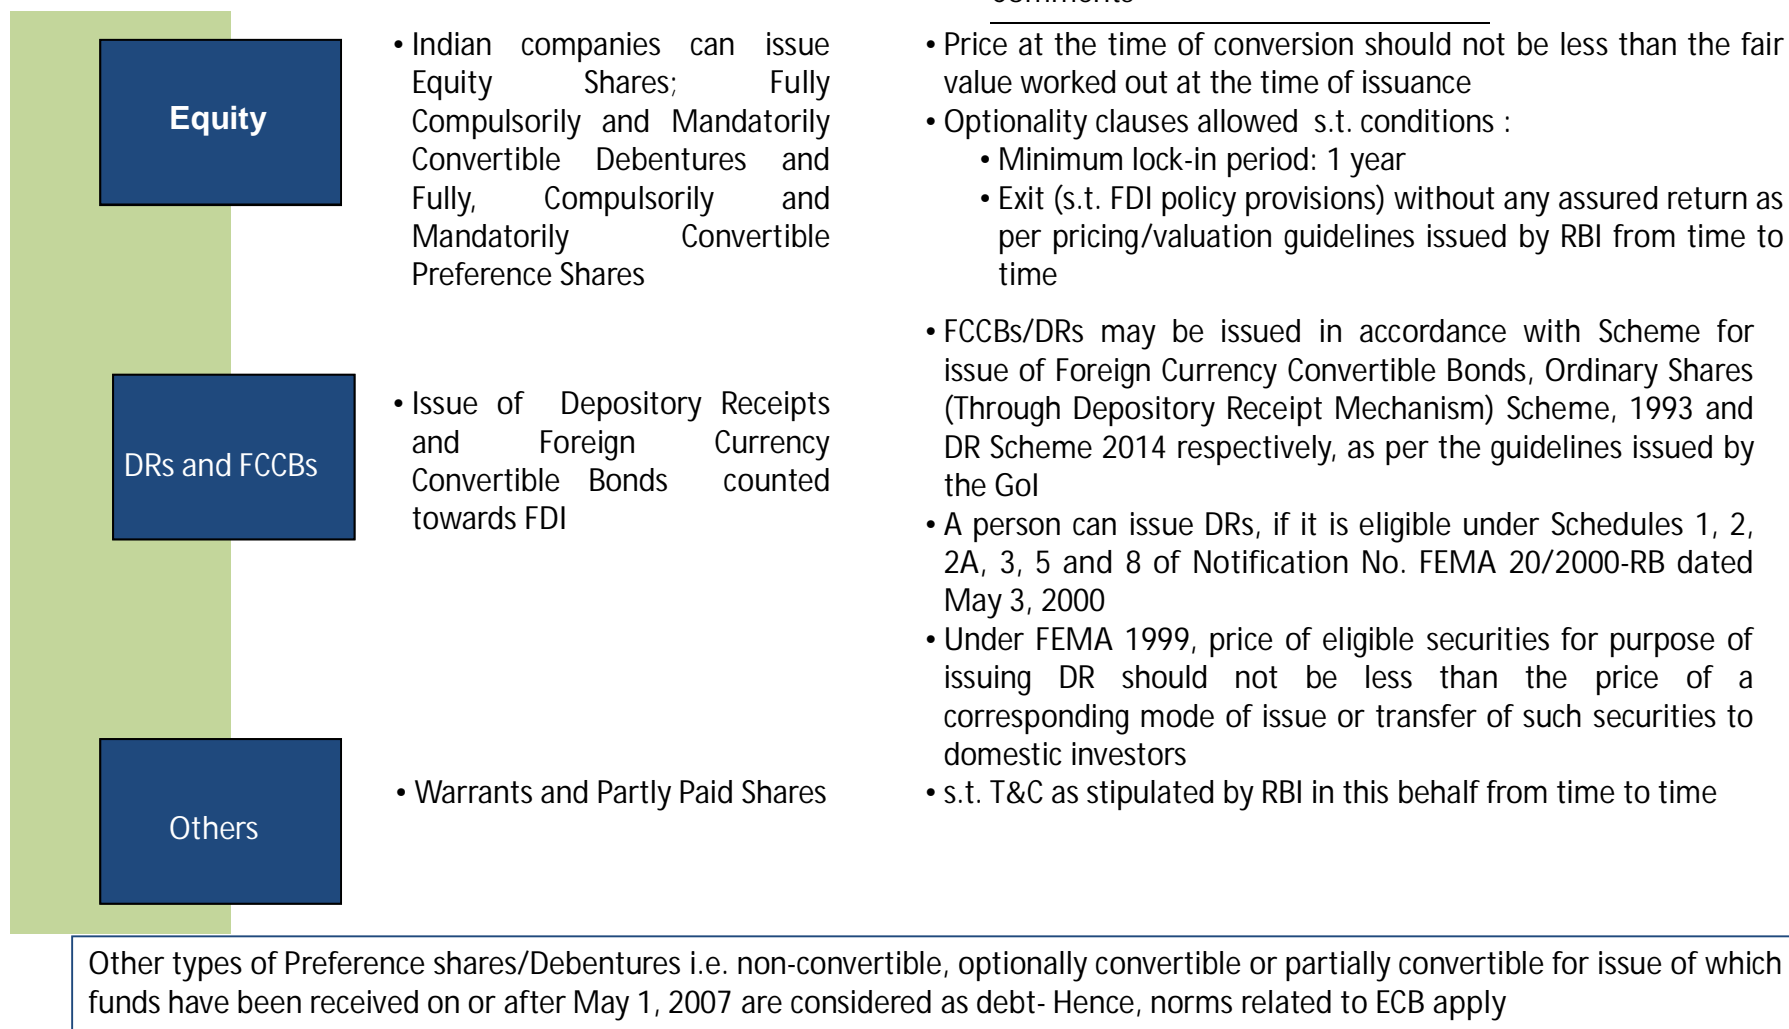 comments
Equity
• Indian companies can issue
Equity Shares; Fully
Compulsorily and Mandatorily
Convertible Debentures and
Fully, Compulsorily and
Mandatorily Convertible
Preference Shares
• Price at the time of conversion should not be less than the fair
value worked out at the time of issuance
• Optionality clauses allowed s.t. conditions :
• Minimum lock-in period: 1 year
• Exit (s.t. FDI policy provisions) without any assured return as
per pricing/valuation guidelines issued by RBI from time to
time
DRs and FCCBs
• Issue of Depository Receipts
and Foreign Currency
Convertible Bonds counted
towards FDI
• FCCBs/DRs may be issued in accordance with Scheme for
issue of Foreign Currency Convertible Bonds, Ordinary Shares
(Through Depository Receipt Mechanism) Scheme, 1993 and
DR Scheme 2014 respectively, as per the guidelines issued by
the GoI
• A person can issue DRs, if it is eligible under Schedules 1, 2,
2A, 3, 5 and 8 of Notification No. FEMA 20/2000-RB dated
May 3, 2000
• Under FEMA 1999, price of eligible securities for purpose of
issuing DR should not be less than the price of a
corresponding mode of issue or transfer of such securities to
domestic investors
Others
• Warrants and Partly Paid Shares
• s.t. T&C as stipulated by RBI in this behalf from time to time
Other types of Preference shares/Debentures i.e. non-convertible, optionally convertible or partially convertible for issue of which
funds have been received on or after May 1, 2007 are considered as debt- Hence, norms related to ECB apply